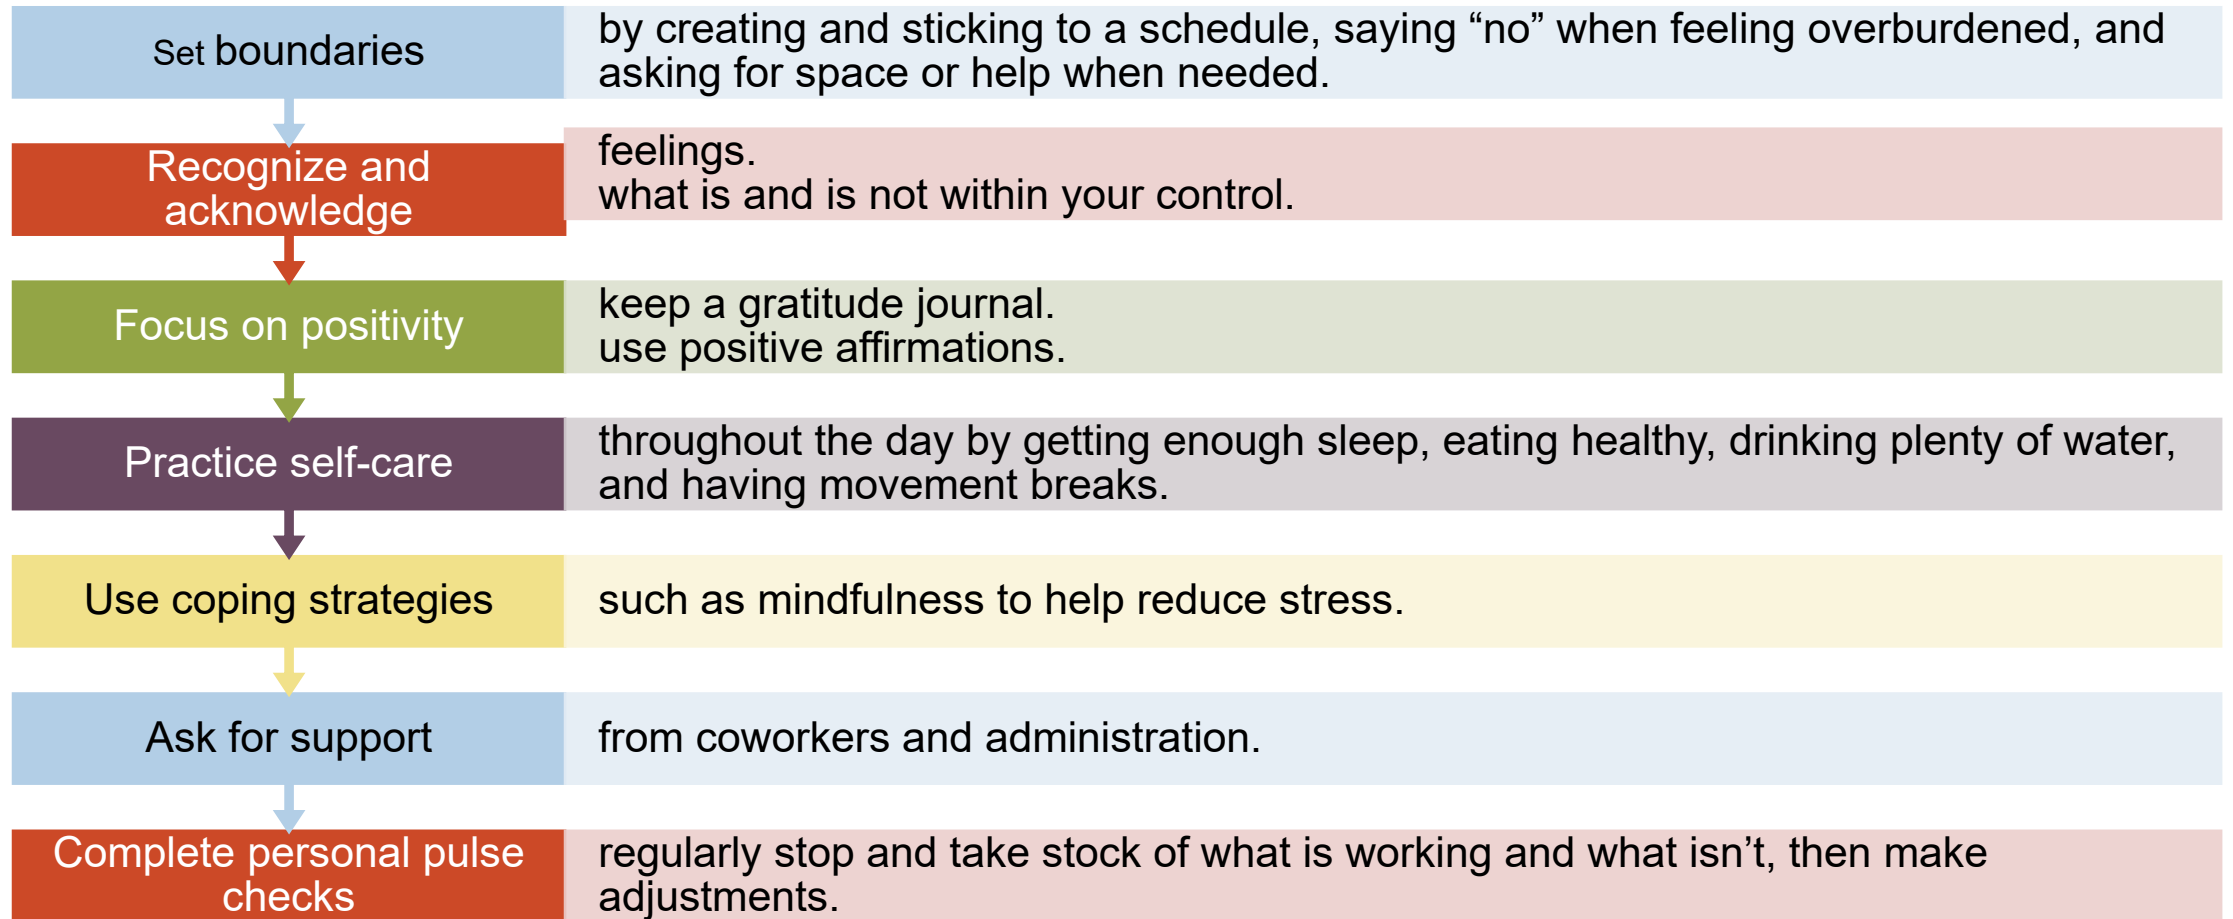 Set boundaries
by creating and sticking to a schedule, saying “no” when feeling overburdened, and
asking for space or help when needed.
Recognize and
acknowledge
feelings.
what is and is not within your control.
Focus on positivity
keep a gratitude journal.
use positive affirmations.
Practice self-care
throughout the day by getting enough sleep, eating healthy, drinking plenty of water,
and having movement breaks.
Use coping strategies
such as mindfulness to help reduce stress.
Ask for support
from coworkers and administration.
Complete personal pulse
checks
regularly stop and take stock of what is working and what isn’t, then make
adjustments.